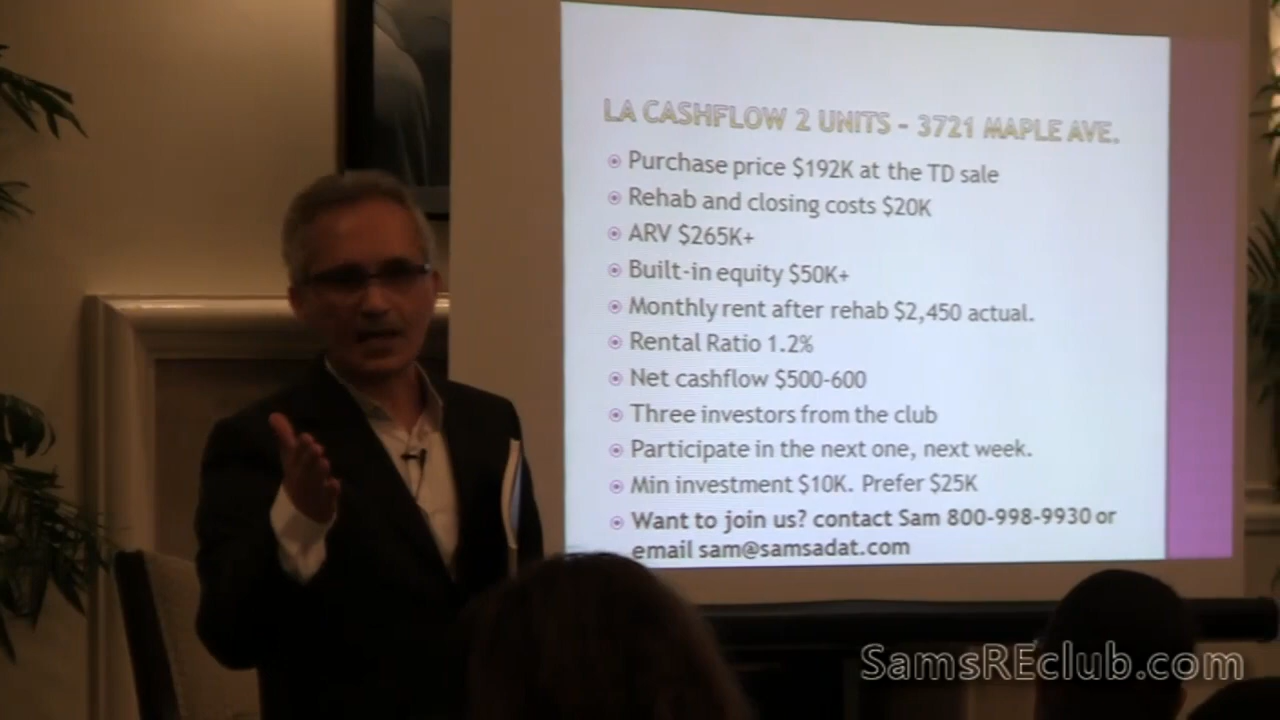 LA CASHFLOW 2 UNITS - 3721 MAPLE AVE.
Purchase price $192K at the TD sale
Rehab and closing costs $20K
ARV $265K+
Built-in equity $50K+
Monthly rent after rehab $2,450 actual.
Rental Ratio 1.2%
Net cashflow $500-600
Three investors from the club
Participate in the next one, next week.
Min investment $10K. Prefer $25K
Want to join us? contact Sam 800-998-9930 or
email sam@samsadat.com
SamsREclub.com